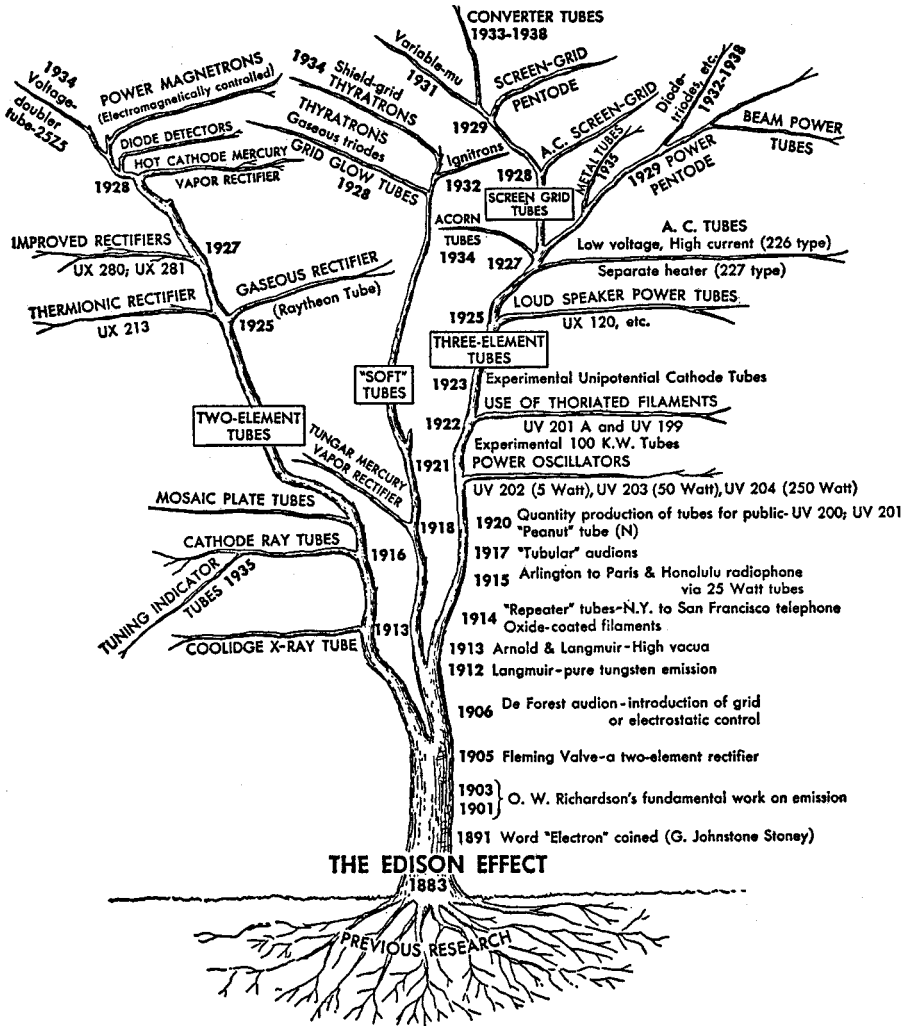 CONVERTER TUBES
1933-1938
Variable-mu
1931
SCREEN-GRID
PENTODE
1929
1934
Voltage-
doubler
tube-25Z5
POWER MAGNETRONS
(Electromagnetically controlled)
DIODE DETECTORS
HOT CATHODE MERCURY
VAPOR RECTIFIER
1928
1934 Shield-grid
THYRATRONS
THYRATRONS
Gaseous triodes
GRID GLOW TUBES
1928
Ignitrons
1932
A.C. SCREEN-GRID
1928
SCREEN GRID
TUBES
METAL TUBES
1935
Diode-
triodes, etc.
1932-1938
1929 POWER
PENTODE
BEAM POWER
TUBES
IMPROVED RECTIFIERS
UX 280; UX 281
1927
ACORN
TUBES
1934
1927
A. C. TUBES
Low voltage, High current (226 type)
Separate heater (227 type)
THERMIONIC RECTIFIER
UX 213
GASEOUS RECTIFIER
(Raytheon Tube)
1925
1925
LOUD SPEAKER POWER TUBES
UX 120, etc.
THREE-ELEMENT
TUBES
"SOFT"
TUBES
1923 Experimental Unipotential Cathode Tubes
TWO-ELEMENT
TUBES
1922
USE OF THORIATED FILAMENTS
UV 201 A and UV 199
Experimental 100 K.W. Tubes
TUNGAR MERCURY
VAPOR RECTIFIER
1921
POWER OSCILLATORS
UV 202 (5 Watt), UV 203 (50 Watt), UV 204 (250 Watt)
MOSAIC PLATE TUBES
1918
1920 Quantity production of tubes for public-UV 200; UV 201
"Peanut" tube (N)
CATHODE RAY TUBES
1916
1917 "Tubular" audions
TUNING INDICATOR
TUBES 1935
1915 Arlington to Paris & Honolulu radiophone
via 25 Watt tubes
1914 "Repeater" tubes-N.Y. to San Francisco telephone
Oxide-coated filaments
COOLIDGE X-RAY TUBE
1913
1913 Arnold & Langmuir-High vacua
1912 Langmuir-pure tungsten emission
1906 De Forest audion-introduction of grid
or electrostatic control
1905 Fleming Valve-a two-element rectifier
1903
1901
O. W. Richardson's fundamental work on emission
1891 Word "Electron" coined (G. Johnstone Stoney)
THE EDISON EFFECT
1883
PREVIOUS RESEARCH